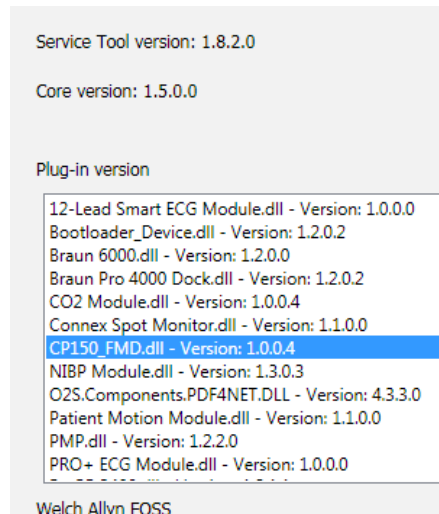 Service Tool version: 1.8.2.0
Core version: 1.5.0.0
Plug-in version
12-Lead Smart ECG Module.dll - Version: 1.0.0.0
Bootloader_Device.dll - Version: 1.2.0.2
Braun 6000.dll - Version: 1.2.0.0
Braun Pro 4000 Dock.dll - Version: 1.2.0.2
CO2 Module.dll - Version: 1.0.0.4
Connex Spot Monitor.dll - Version: 1.1.0.0
CP150_FMD.dll - Version: 1.0.0.4
NIBP Module.dll - Version: 1.3.0.3
O2S.Components.PDF4NET.DLL - Version: 4.3.3.0
Patient Motion Module.dll - Version: 1.1.0.0
PMP.dll - Version: 1.2.2.0
PRO+ ECG Module.dll - Version: 1.0.0.0
Welch Allyn FOSS